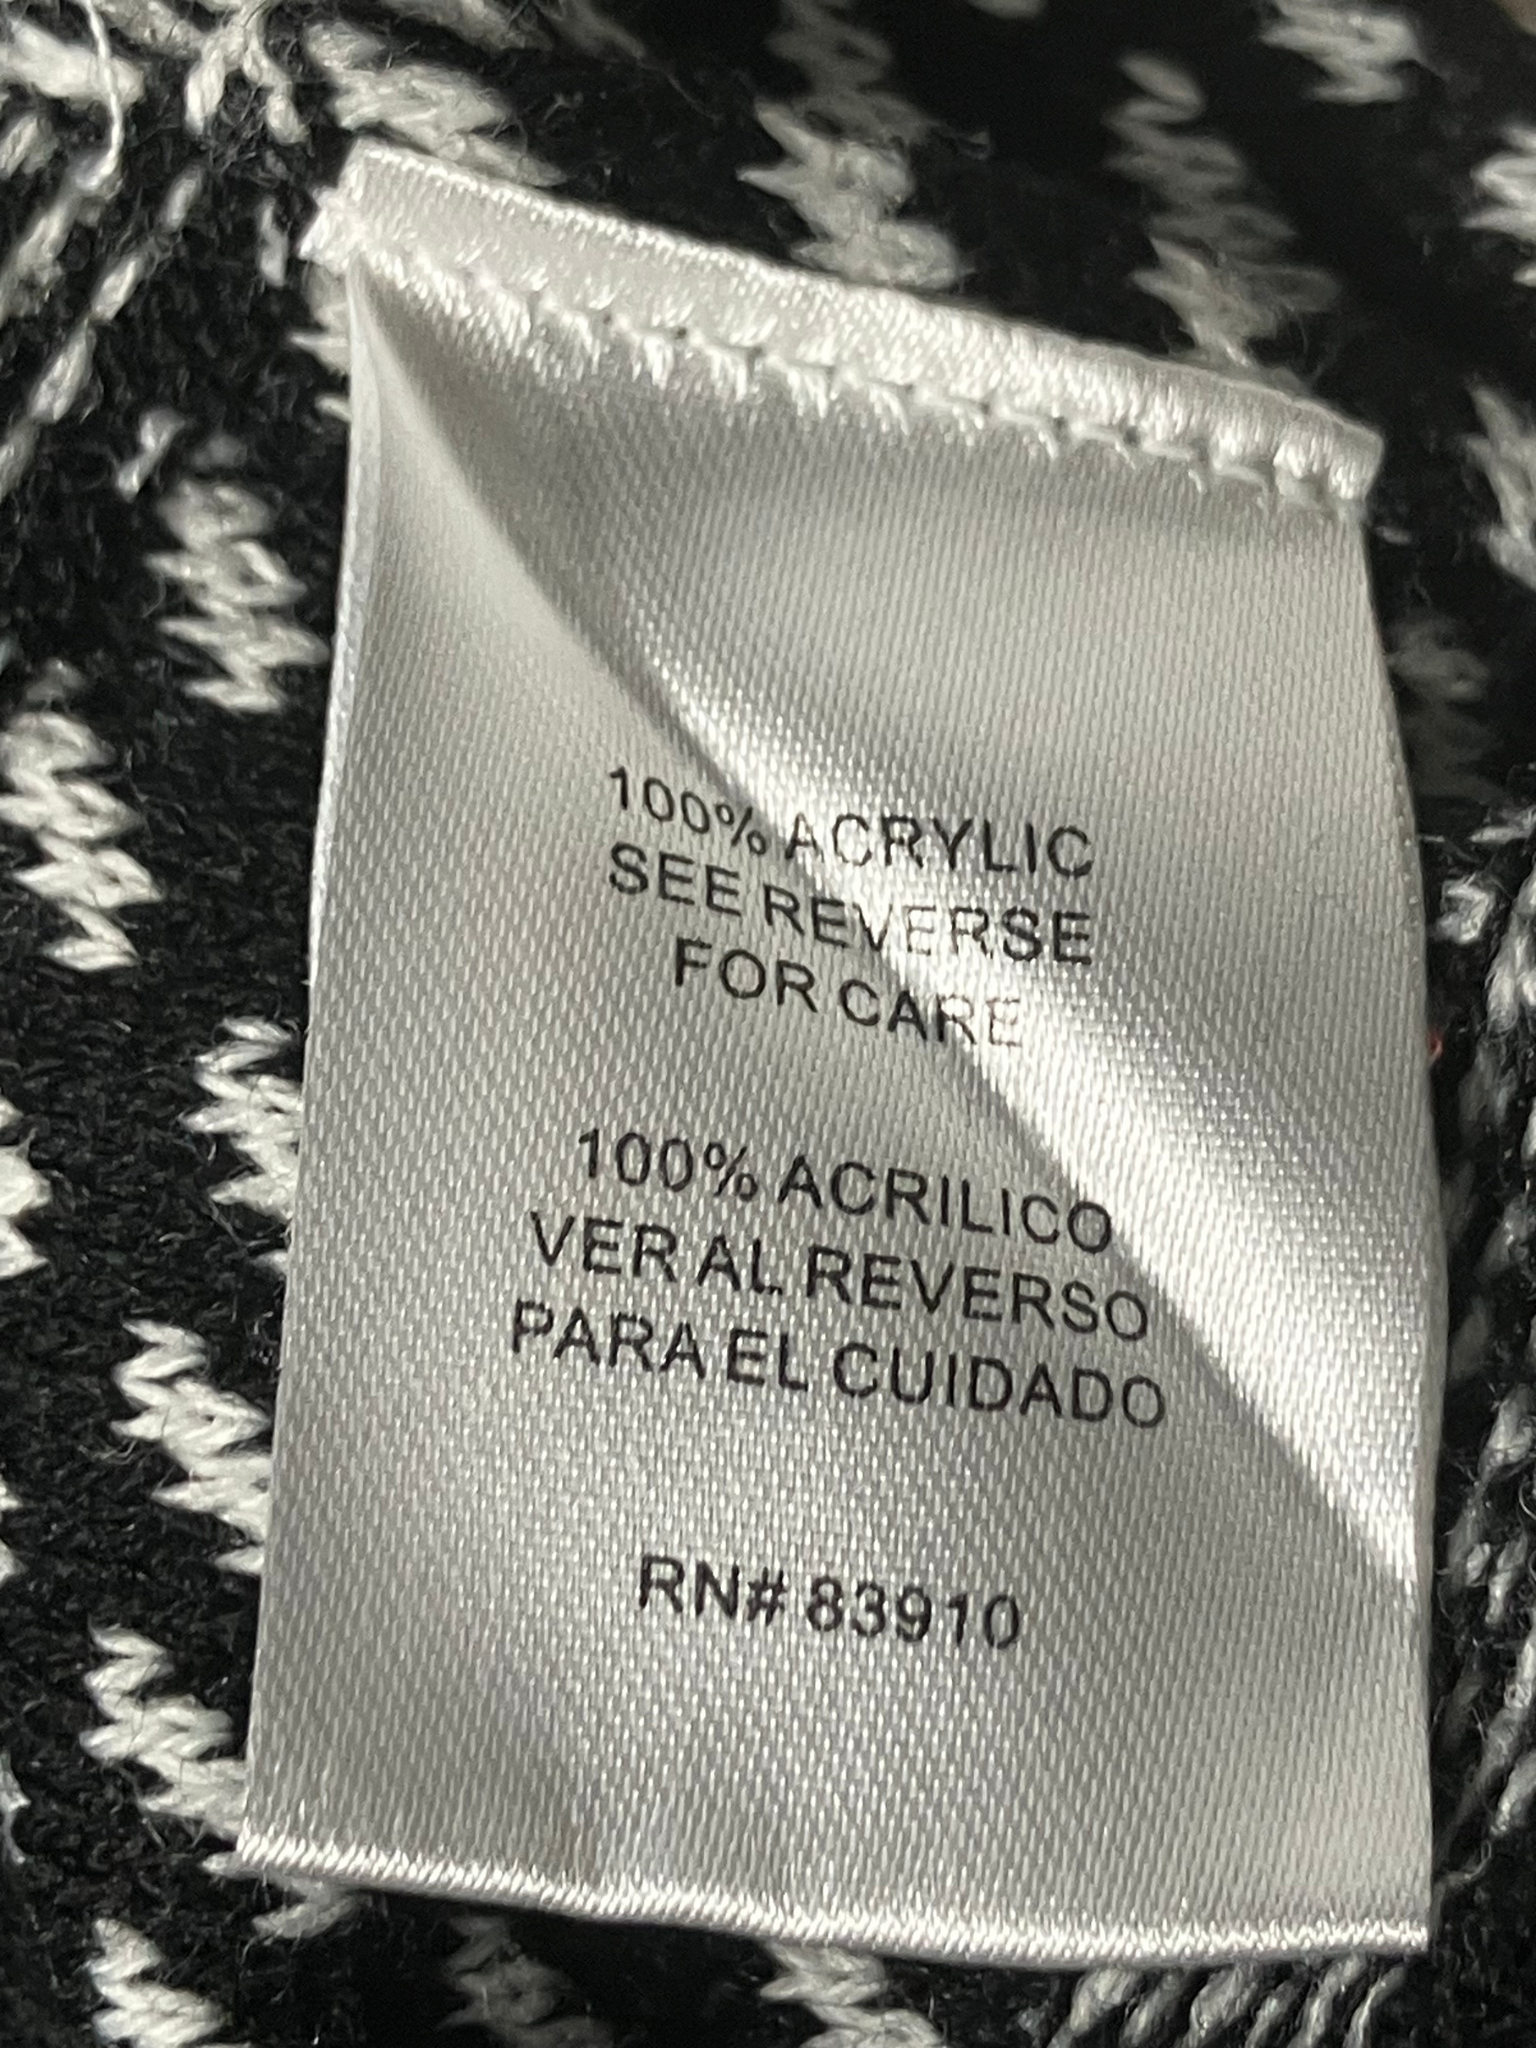 100% ACRYLIC
SEE REVERSE
FOR CARE
100% ACRILICO
VER AL REVERSO
PARA EL CUIDADO
RN# 83910